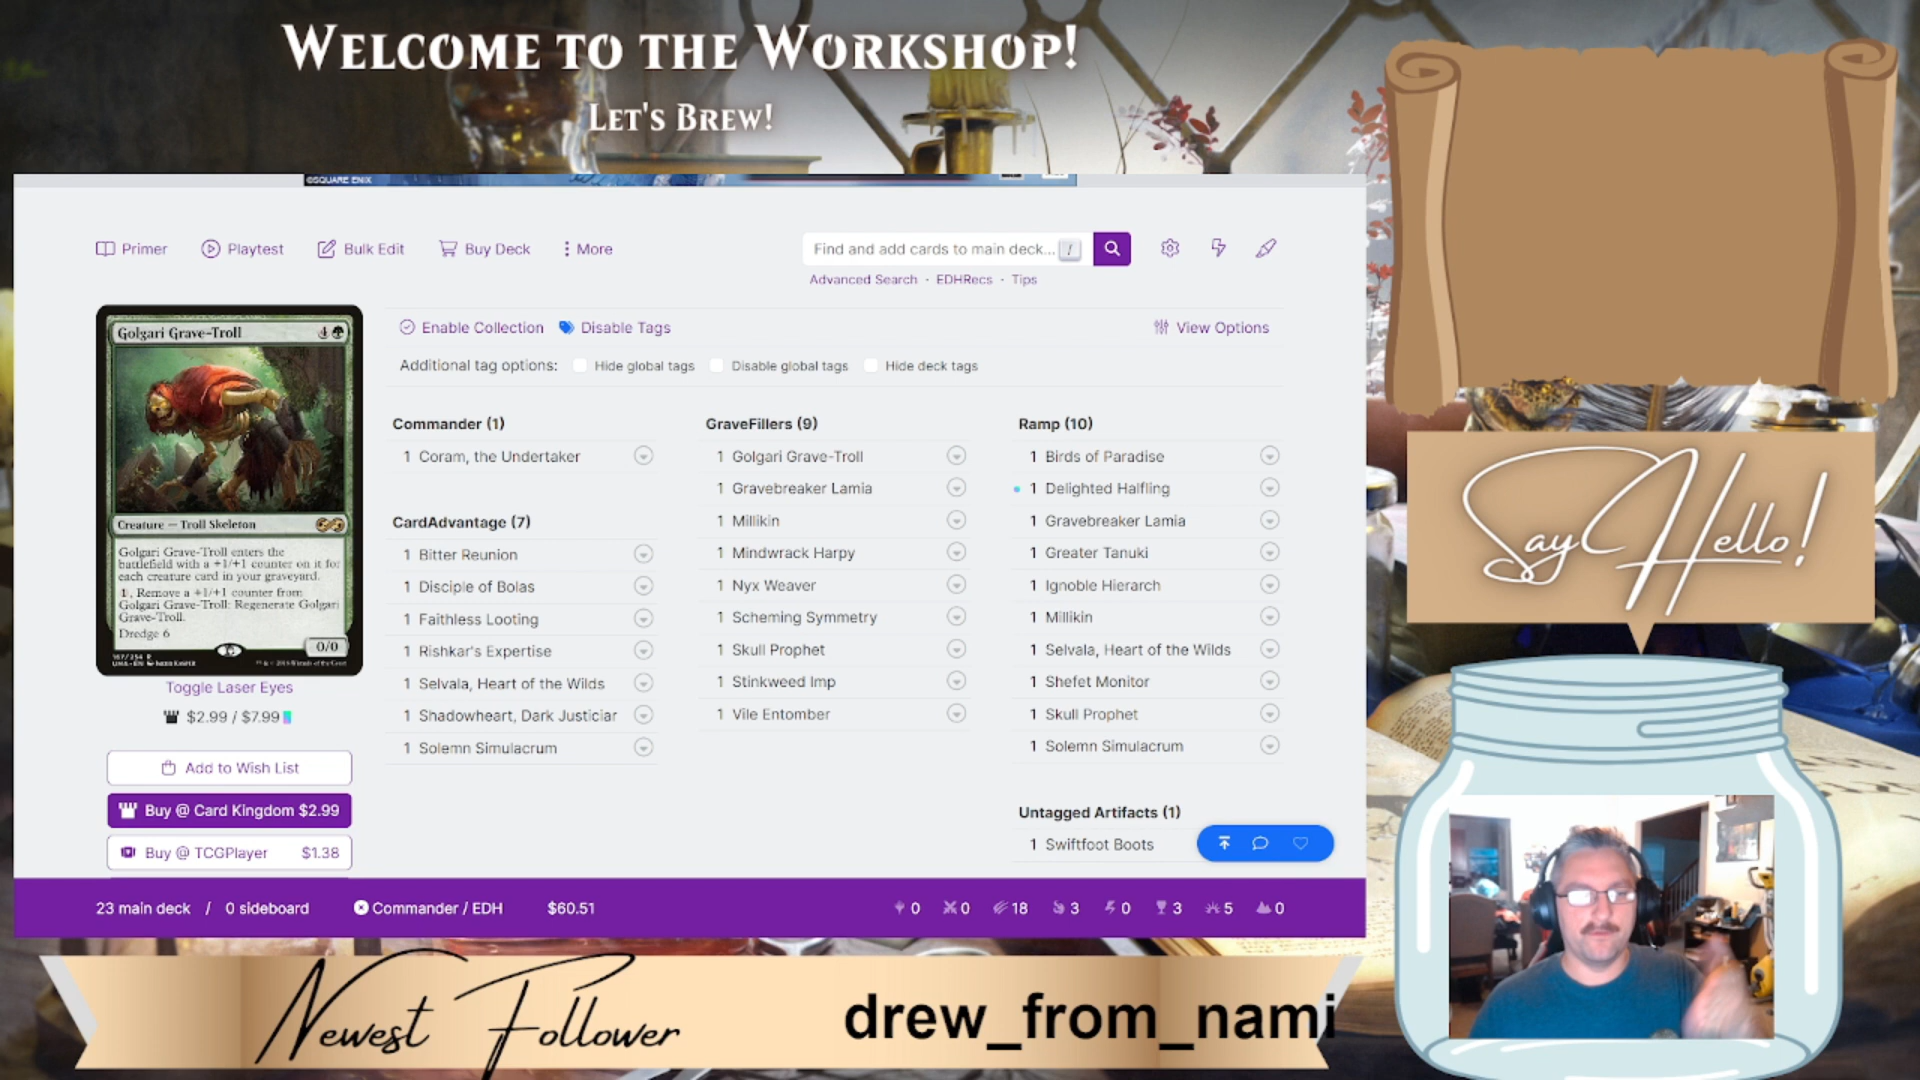 WELCOME TO THE WORKSHOP!
LET'S BREW!
©SQUARE ENIX
Primer
Playtest
Bulk Edit
Buy Deck
More
Find and add cards to main deck... /
Advanced Search · EDHRecs · Tips
Golgari Grave-Troll 4
Creature — Troll Skeleton
Golgari Grave-Troll enters the
battlefield with a +1/+1 counter on it for
each creature card in your graveyard.
1, Remove a +1/+1 counter from
Golgari Grave-Troll: Regenerate Golgari
Grave-Troll.
Dredge 6
0/0
Toggle Laser Eyes
$2.99 / $7.99
Add to Wish List
Buy @ Card Kingdom $2.99
Buy @ TCGPlayer $1.38
Enable Collection
Disable Tags
View Options
Additional tag options:
Hide global tags
Disable global tags
Hide deck tags
Commander (1)
1 Coram, the Undertaker
CardAdvantage (7)
1 Bitter Reunion
1 Disciple of Bolas
1 Faithless Looting
1 Rishkar's Expertise
1 Selvala, Heart of the Wilds
1 Shadowheart, Dark Justiciar
1 Solemn Simulacrum
GraveFillers (9)
1 Golgari Grave-Troll
1 Gravebreaker Lamia
1 Millikin
1 Mindwrack Harpy
1 Nyx Weaver
1 Scheming Symmetry
1 Skull Prophet
1 Stinkweed Imp
1 Vile Entomber
Ramp (10)
1 Birds of Paradise
1 Delighted Halfling
1 Gravebreaker Lamia
1 Greater Tanuki
1 Ignoble Hierarch
1 Millikin
1 Selvala, Heart of the Wilds
1 Shefet Monitor
1 Skull Prophet
1 Solemn Simulacrum
Untagged Artifacts (1)
1 Swiftfoot Boots
23 main deck / 0 sideboard
Commander / EDH
$60.51
0 0 18 3 0 3 5 0
Say Hello!
Newest Follower
drew_from_nami